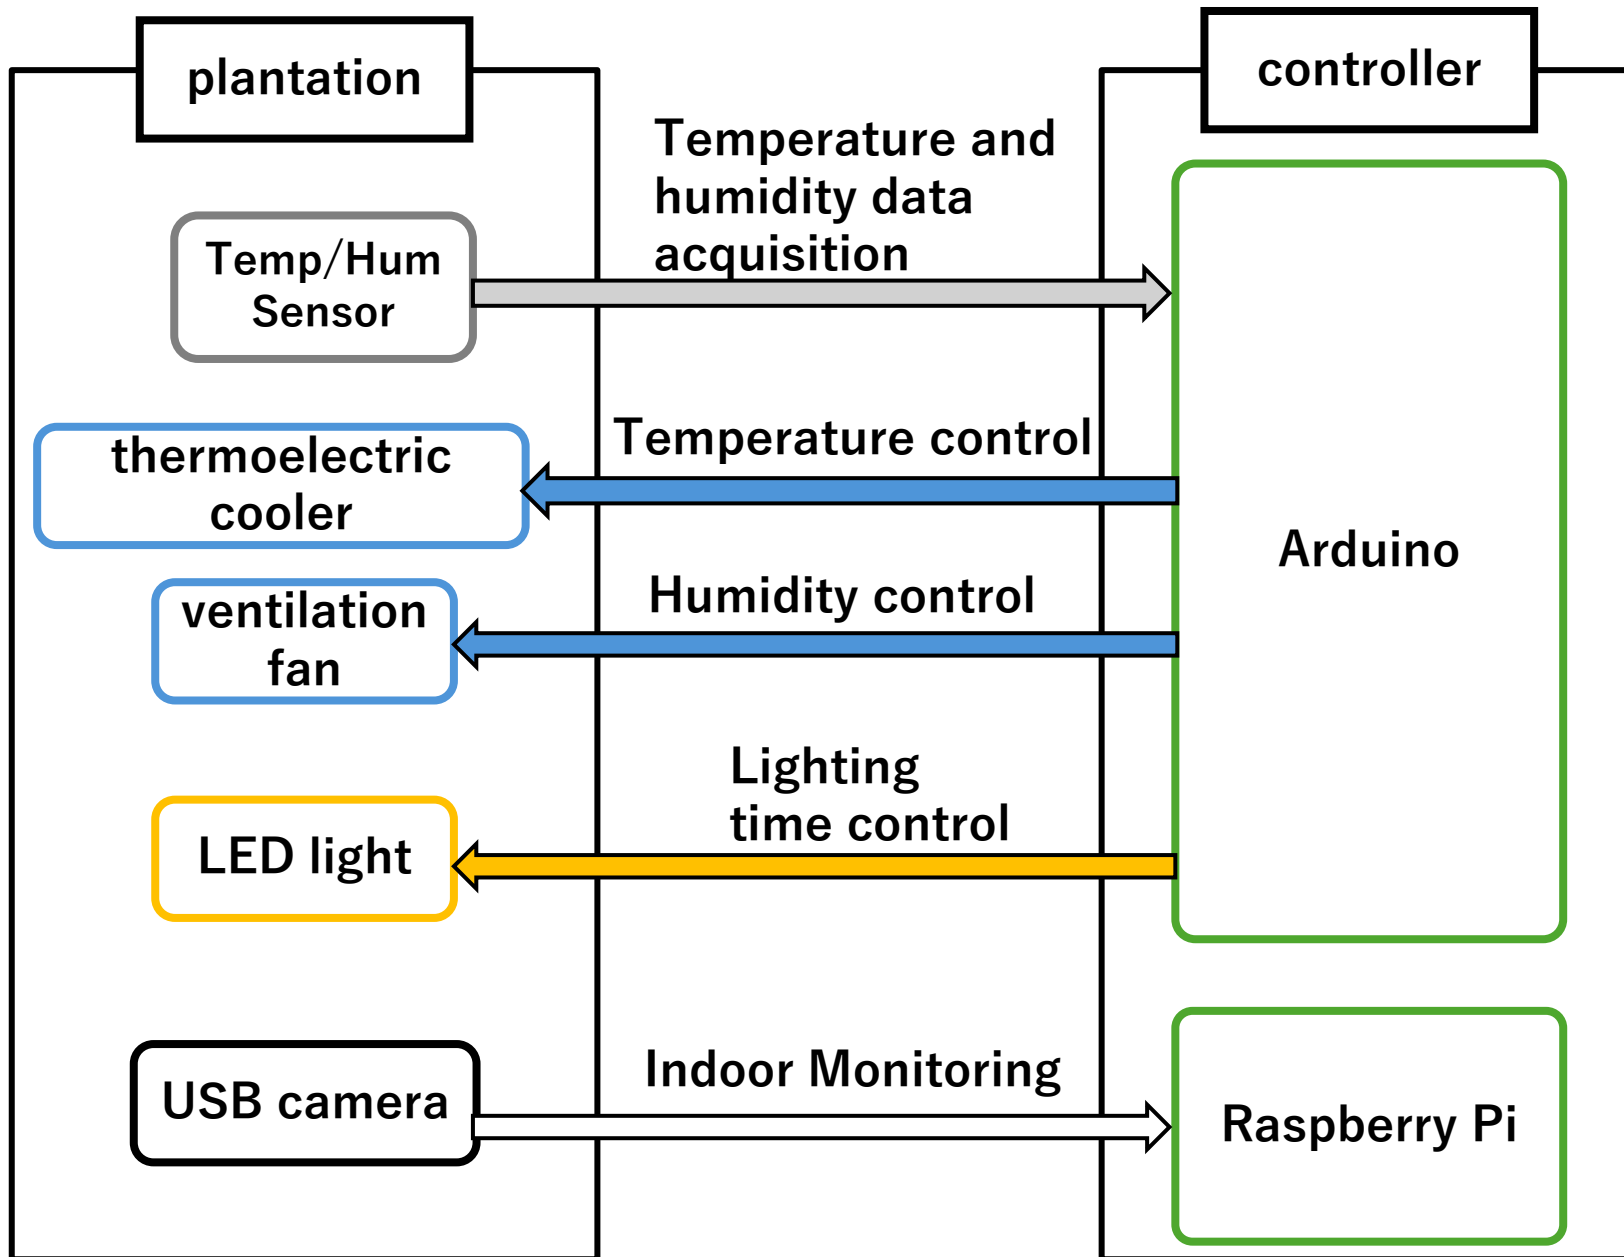 plantation
controller
Temperature and
humidity data
acquisition
Temp/Hum
Sensor
Temperature control
thermoelectric
cooler
Arduino
Humidity control
ventilation
fan
Lighting
time control
LED light
Indoor Monitoring
USB camera
Raspberry Pi